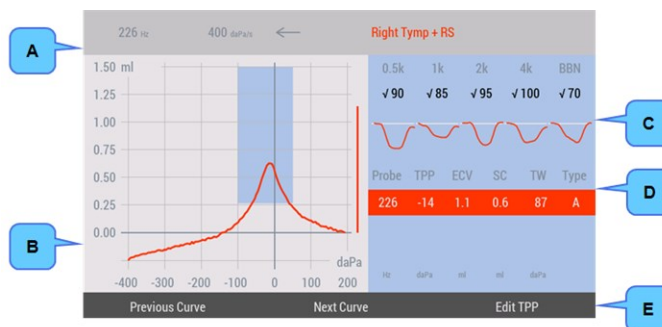 A
226 Hz 400 daPa/s ← Right Tymp + RS
1.50 ml
1.25
1.00
0.75
0.50
0.25
0.00
daPa
-400 -300 -200 -100 0 100 200
0.5k 1k 2k 4k BBN
√ 90 √ 85 √ 95 √ 100 √ 70
C
Probe TPP ECV SC TW Type
226 -14 1.1 0.6 87 A
D
Hz daPa ml ml daPa
B
Previous Curve Next Curve Edit TPP
E